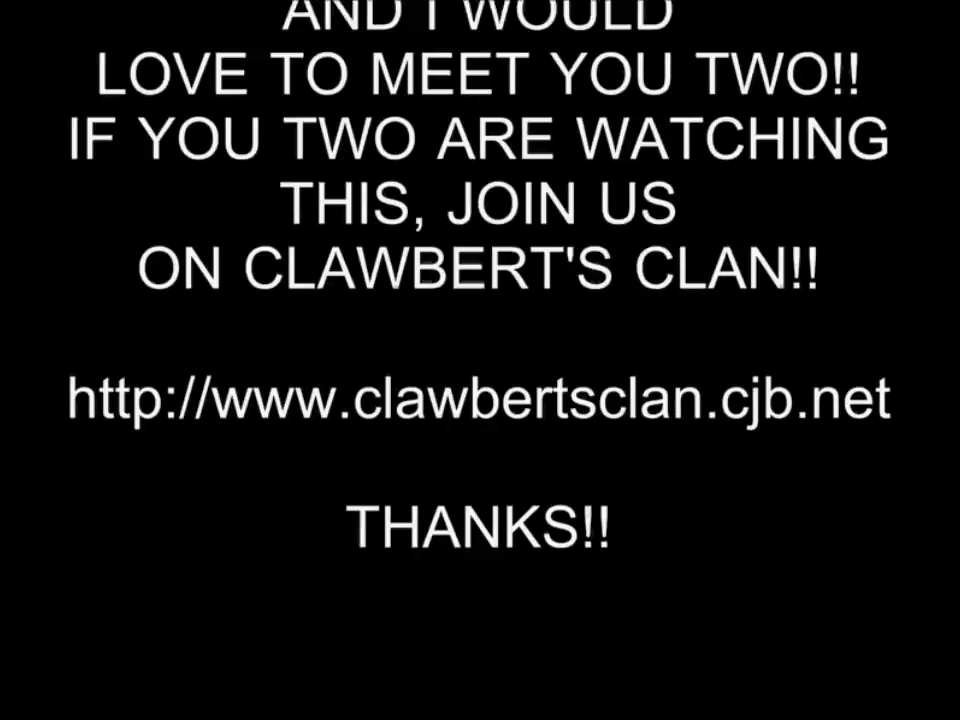 AND I WOULD
LOVE TO MEET YOU TWO!!
IF YOU TWO ARE WATCHING
THIS, JOIN US
ON CLAWBERT'S CLAN!!
http://www.clawbertsclan.cjb.net
THANKS!!